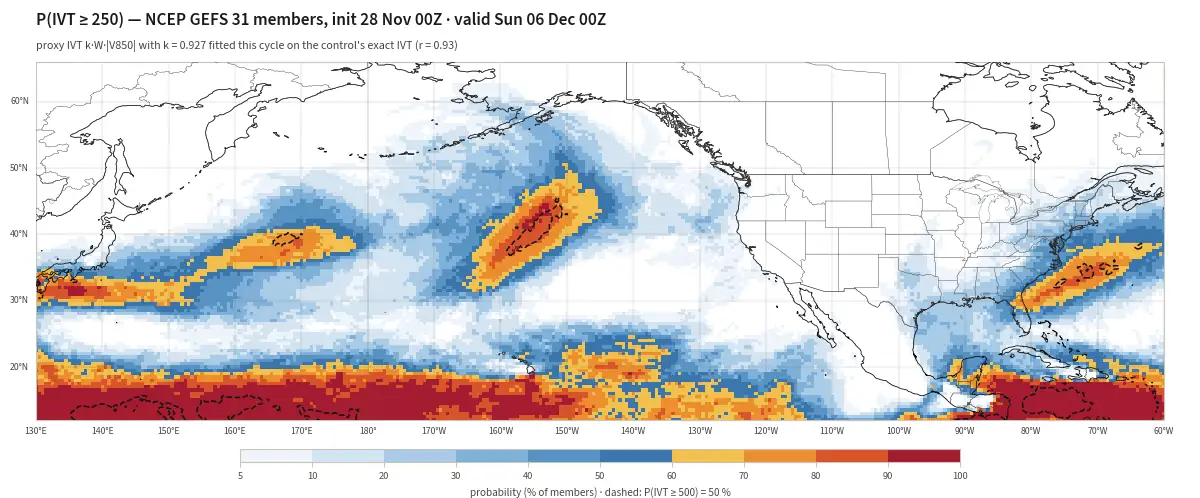 P(IVT ≥ 250) — NCEP GEFS 31 members, init 28 Nov 00Z · valid Sun 06 Dec 00Z
proxy IVT k·W·|V850| with k = 0.927 fitted this cycle on the control's exact IVT (r = 0.93)
60°N
50°N
40°N
30°N
20°N
130°E 140°E 150°E 160°E 170°E 180° 170°W 160°W 150°W 140°W 130°W 120°W 110°W 100°W 90°W 80°W 70°W 60°W
5 10 20 30 40 50 60 70 80 90 100
probability (% of members) · dashed: P(IVT ≥ 500) = 50 %